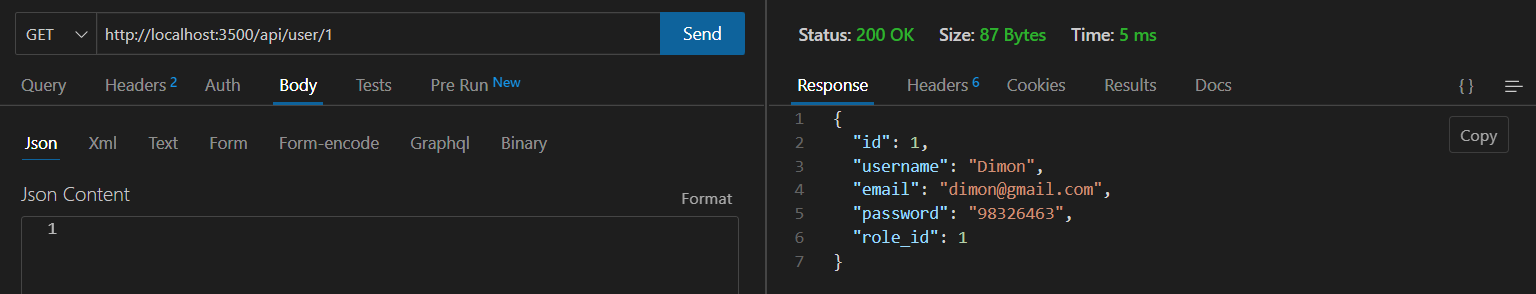 GET http://localhost:3500/api/user/1 Send
Query Headers 2 Auth Body Tests Pre Run New
Json Xml Text Form Form-encode Graphql Binary
Json Content Format
1
Status: 200 OK Size: 87 Bytes Time: 5 ms
Response Headers 6 Cookies Results Docs { }
1 {
Copy
2 "id": 1,
3 "username": "Dimon",
4 "email": "dimon@gmail.com",
5 "password": "98326463",
6 "role_id": 1
7 }